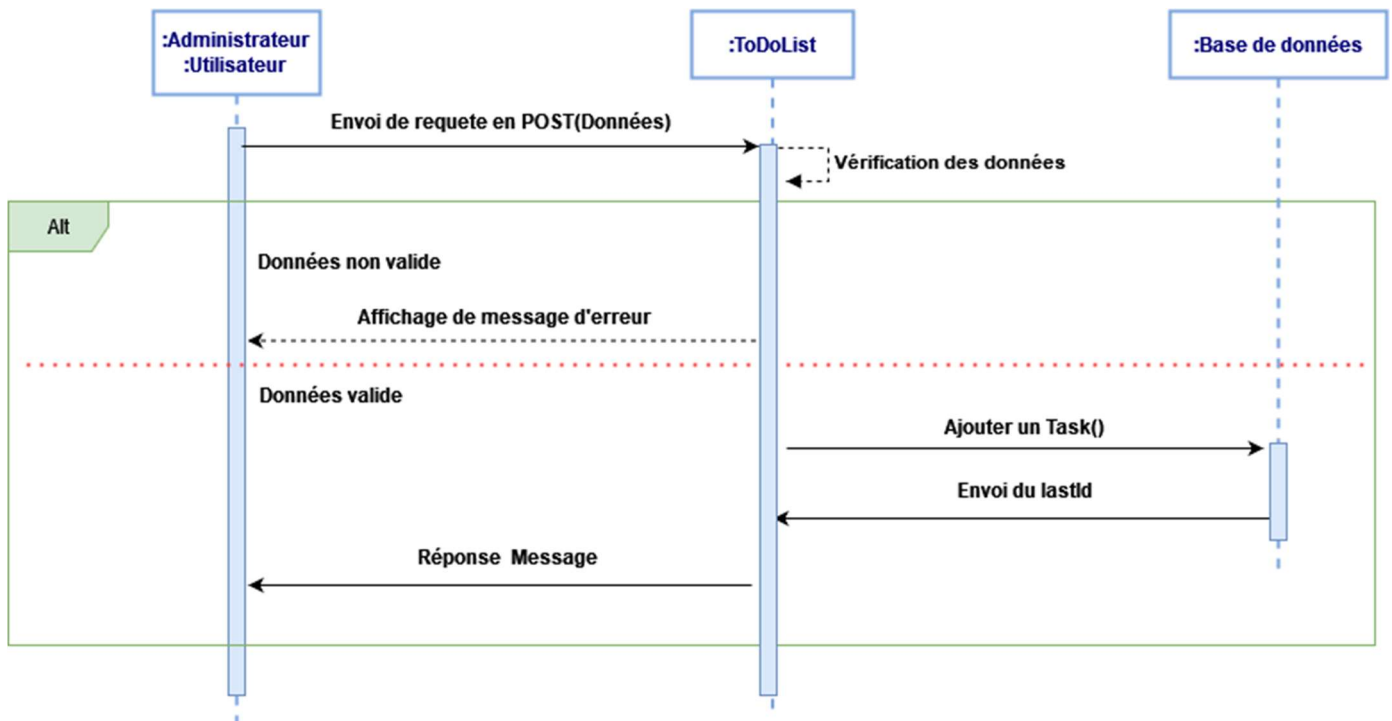 :Administrateur
:Utilisateur
:ToDoList
:Base de données
Envoi de requete en POST(Données)
Vérification des données
Alt
Données non valide
Affichage de message d'erreur
Données valide
Ajouter un Task()
Envoi du lastId
Réponse Message